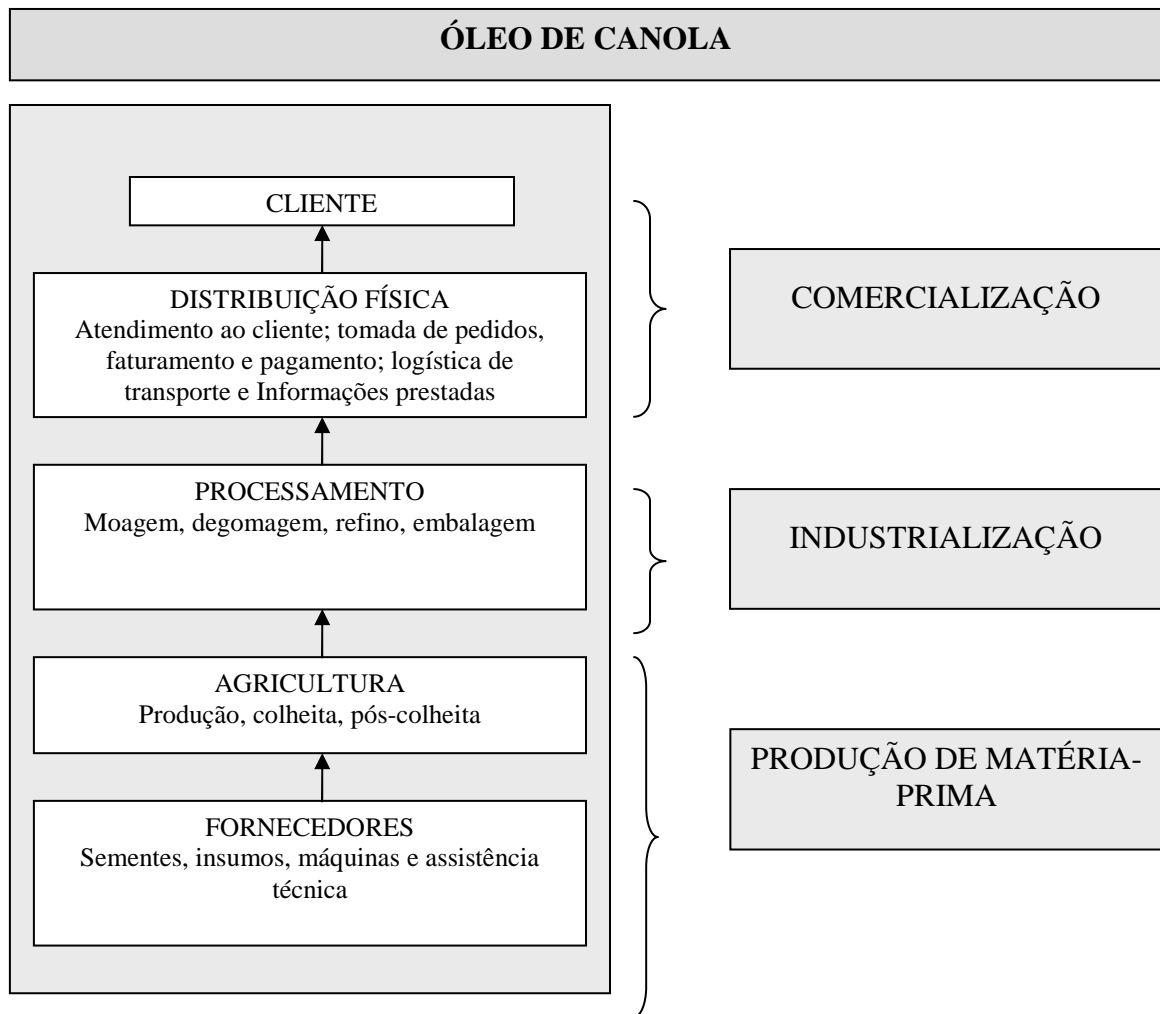 ÓLEO DE CANOLA
CLIENTE
DISTRIBUIÇÃO FÍSICA
Atendimento ao cliente; tomada de pedidos,
faturamento e pagamento; logística de
transporte e Informações prestadas
COMERCIALIZAÇÃO
PROCESSAMENTO
Moagem, degomagem, refino, embalagem
INDUSTRIALIZAÇÃO
AGRICULTURA
Produção, colheita, pós-colheita
PRODUÇÃO DE MATÉRIA-
PRIMA
FORNECEDORES
Sementes, insumos, máquinas e assistência
técnica